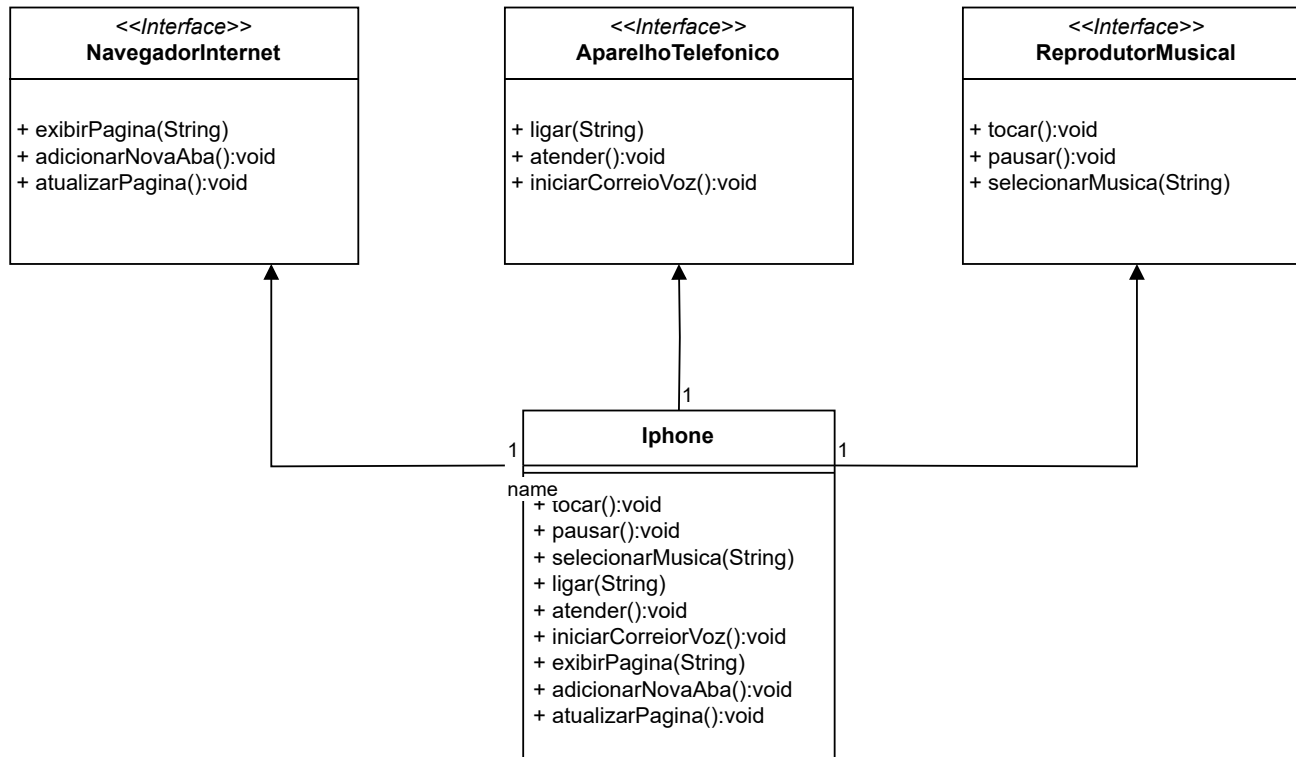 <<Interface>>
NavegadorInternet
+ exibirPagina(String)
+ adicionarNovaAba():void
+ atualizarPagina():void
<<Interface>>
AparelhoTelefonico
+ ligar(String)
+ atender():void
+ iniciarCorreioVoz():void
<<Interface>>
ReprodutorMusical
+ tocar():void
+ pausar():void
+ selecionarMusica(String)
1
1
1
Iphone
name
+ tocar():void
+ pausar():void
+ selecionarMusica(String)
+ ligar(String)
+ atender():void
+ iniciarCorreiorVoz():void
+ exibirPagina(String)
+ adicionarNovaAba():void
+ atualizarPagina():void